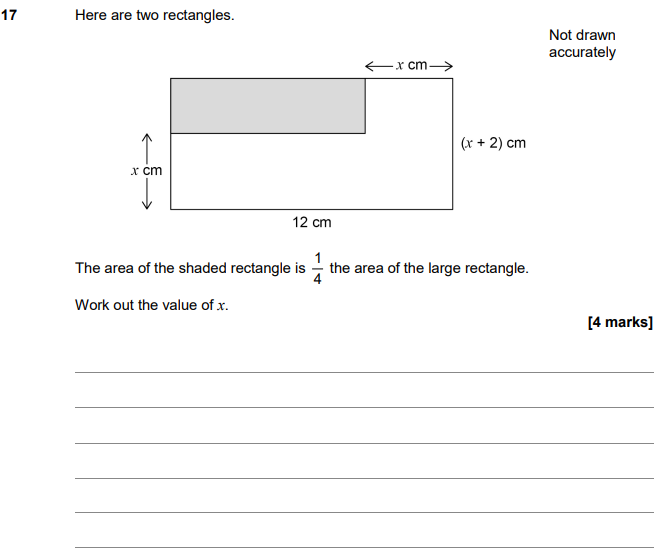 17 Here are two rectangles.
Not drawn
accurately
x cm
x cm
(x + 2) cm
12 cm
The area of the shaded rectangle is 1/4 the area of the large rectangle.
Work out the value of x.
[4 marks]